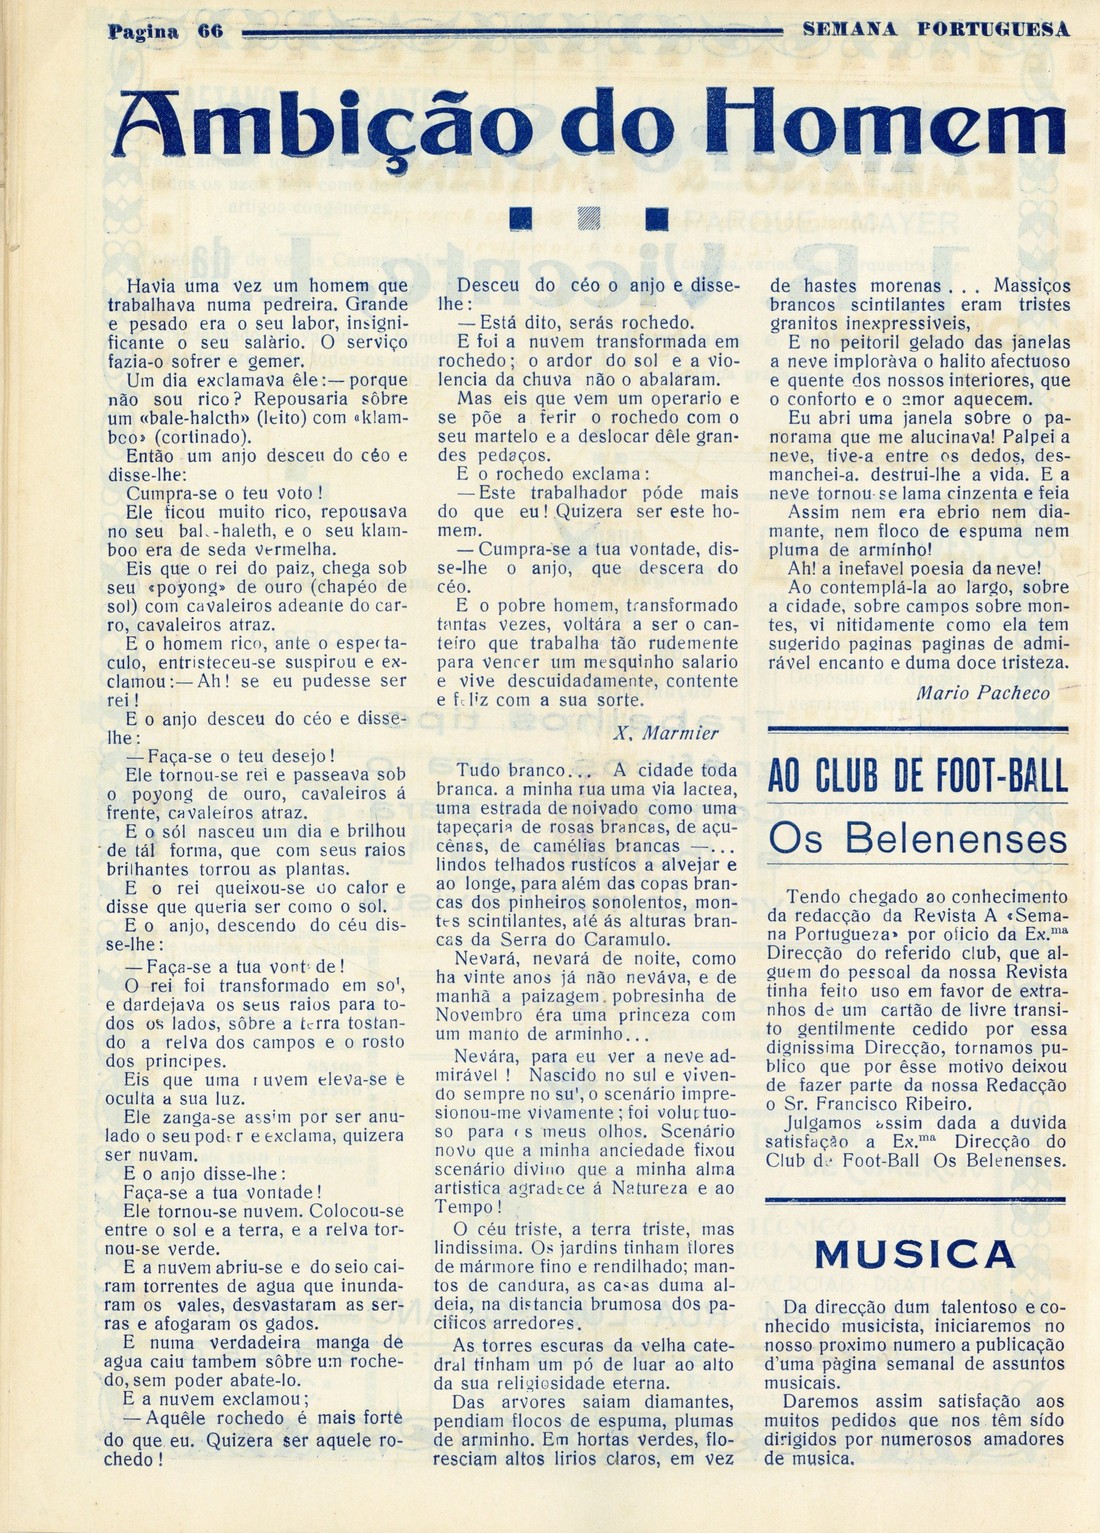 Pagina 66
SEMANA PORTUGUESA
Ambição do Homem
Havia uma vez um homem que
trabalhava numa pedreira. Grande
e pesado era o seu labor, insigni-
ficante o seu salàrio. O serviço
fazia-o sofrer e gemer.
Um dia exclamava êle:—porque
não sou rico? Repousaria sôbre
um «bale-halcth» (leito) com «klam-
boo» (cortinado).
Então um anjo desceu do céo e
disse-lhe:
Cumpra-se o teu voto!
Ele ficou muito rico, repousava
no seu bal.-haleth, e o seu klam-
boo era de seda vermelha.
Eis que o rei do paiz, chega sob
seu «poyong» de ouro (chapéo de
sol) com cavaleiros adeante do car-
ro, cavaleiros atraz.
E o homem rico, ante o especta-
culo, entristeceu-se suspirou e ex-
clamou:—Ah! se eu pudesse ser
rei!
E o anjo desceu do céo e disse-
lhe:
—Faça-se o teu desejo!
Ele tornou-se rei e passeava sob
o poyong de ouro, cavaleiros á
frente, cavaleiros atraz.
E o sól nasceu um dia e brilhou
de tál forma, que com seus raios
brilhantes torrou as plantas.
E o rei queixou-se do calor e
disse que queria ser como o sol.
E o anjo, descendo do céu dis-
se-lhe:
—Faça-se a tua vont de!
O rei foi transformado em so',
e dardejava os seus raios para to-
dos os lados, sôbre a terra tostan-
do a relva dos campos e o rosto
dos principes.
Eis que uma nuvem eleva-se e
oculta a sua luz.
Ele zanga-se assim por ser anu-
lado o seu poder e exclama, quizera
ser nuvam.
E o anjo disse-lhe:
Faça-se a tua vontade!
Ele tornou-se nuvem. Colocou-se
entre o sol e a terra, e a relva tor-
nou-se verde.
E a nuvem abriu-se e do seio cai-
ram torrentes de agua que inunda-
ram os vales, desvastaram as ser-
ras e afogaram os gados.
E numa verdadeira manga de
agua caiu tambem sôbre um roche-
do, sem poder abate-lo.
E a nuvem exclamou;
—Aquêle rochedo é mais forte
do que eu. Quizera ser aquele ro-
chedo!
Desceu do céo o anjo e disse-
lhe:
—Está dito, serás rochedo.
E foi a nuvem transformada em
rochedo; o ardor do sol e a vio-
lencia da chuva não o abalaram.
Mas eis que vem um operario e
se põe a ferir o rochedo com o
seu martelo e a deslocar dêle gran-
des pedaços.
E o rochedo exclama:
—Este trabalhador póde mais
do que eu! Quizera ser este ho-
mem.
—Cumpra-se a tua vontade, dis-
se-lhe o anjo, que descera do
céo.
E o pobre homem, transformado
tantas vezes, voltára a ser o can-
teiro que trabalha tão rudemente
para vencer um mesquinho salario
e vive descuidadamente, contente
e feliz com a sua sorte.
X. Marmier
Tudo branco... A cidade toda
branca. a minha rua uma via lactea,
uma estrada de noivado como uma
tapeçaria de rosas brancas, de açu-
cênas, de camélias brancas —...
lindos telhados rusticos a alvejar e
ao longe, para além das copas bran-
cas dos pinheiros sonolentos, mon-
tes scintilantes, até ás alturas bran-
cas da Serra do Caramulo.
Nevará, nevará de noite, como
ha vinte anos já não neváva, e de
manhã a paizagem pobresinha de
Novembro éra uma princeza com
um manto de arminho...
Nevára, para eu ver a neve ad-
mirável! Nascido no sul e viven-
do sempre no su', o scenário impre-
sionou-me vivamente; foi voluptuo-
so para os meus olhos. Scenário
novo que a minha anciedade fixou
scenário divino que a minha alma
artistica agradece á Natureza e ao
Tempo!
O céu triste, a terra triste, mas
lindissima. Os jardins tinham flores
de mármore fino e rendilhado; man-
tos de candura, as casas duma al-
deia, na distancia brumosa dos pa-
cificos arredores.
As torres escuras da velha cate-
dral tinham um pó de luar ao alto
da sua religiosidade eterna.
Das arvores saiam diamantes,
pendiam flocos de espuma, plumas
de arminho. Em hortas verdes, flo-
resciam altos lirios claros, em vez
de hastes morenas... Massiços
brancos scintilantes eram tristes
granitos inexpressiveis,
E no peitoril gelado das janelas
a neve imploràva o halito afectuoso
e quente dos nossos interiores, que
o conforto e o amor aquecem.
Eu abri uma janela sobre o pa-
norama que me alucinava! Palpei a
neve, tive-a entre os dedos, des-
manchei-a. destrui-lhe a vida. E a
neve tornou-se lama cinzenta e feia
Assim nem era ebrio nem dia-
mante, nem floco de espuma nem
pluma de armínho!
Ah! a inefavel poesia da neve!
Ao contemplá-la ao largo, sobre
a cidade, sobre campos sobre mon-
tes, vi nitidamente como ela tem
sugerido paginas paginas de admi-
rável encanto e duma doce tristeza.
Mario Pacheco
AO CLUB DE FOOT-BALL
Os Belenenses
Tendo chegado ao conhecimento
da redacção da Revista A «Sema-
na Portugueza» por oficio da Ex.ma
Direcção do referido club, que al-
guem do pessoal da nossa Revista
tinha feito uso em favor de extra-
nhos de um cartão de livre transi-
to gentilmente cedido por essa
dignissima Direcção, tornamos pu-
blico que por êsse motivo deixou
de fazer parte da nossa Redacção
o Sr. Francisco Ribeiro.
Julgamos assim dada a duvida
satisfação a Ex.ma Direcção do
Club de Foot-Ball Os Belenenses.
MUSICA
Da direcção dum talentoso e co-
nhecido musicista, iniciaremos no
nosso proximo numero a publicação
d'uma pàgina semanal de assuntos
musicais.
Daremos assim satisfação aos
muitos pedidos que nos têm sído
dirigidos por numerosos amadores
de musica.